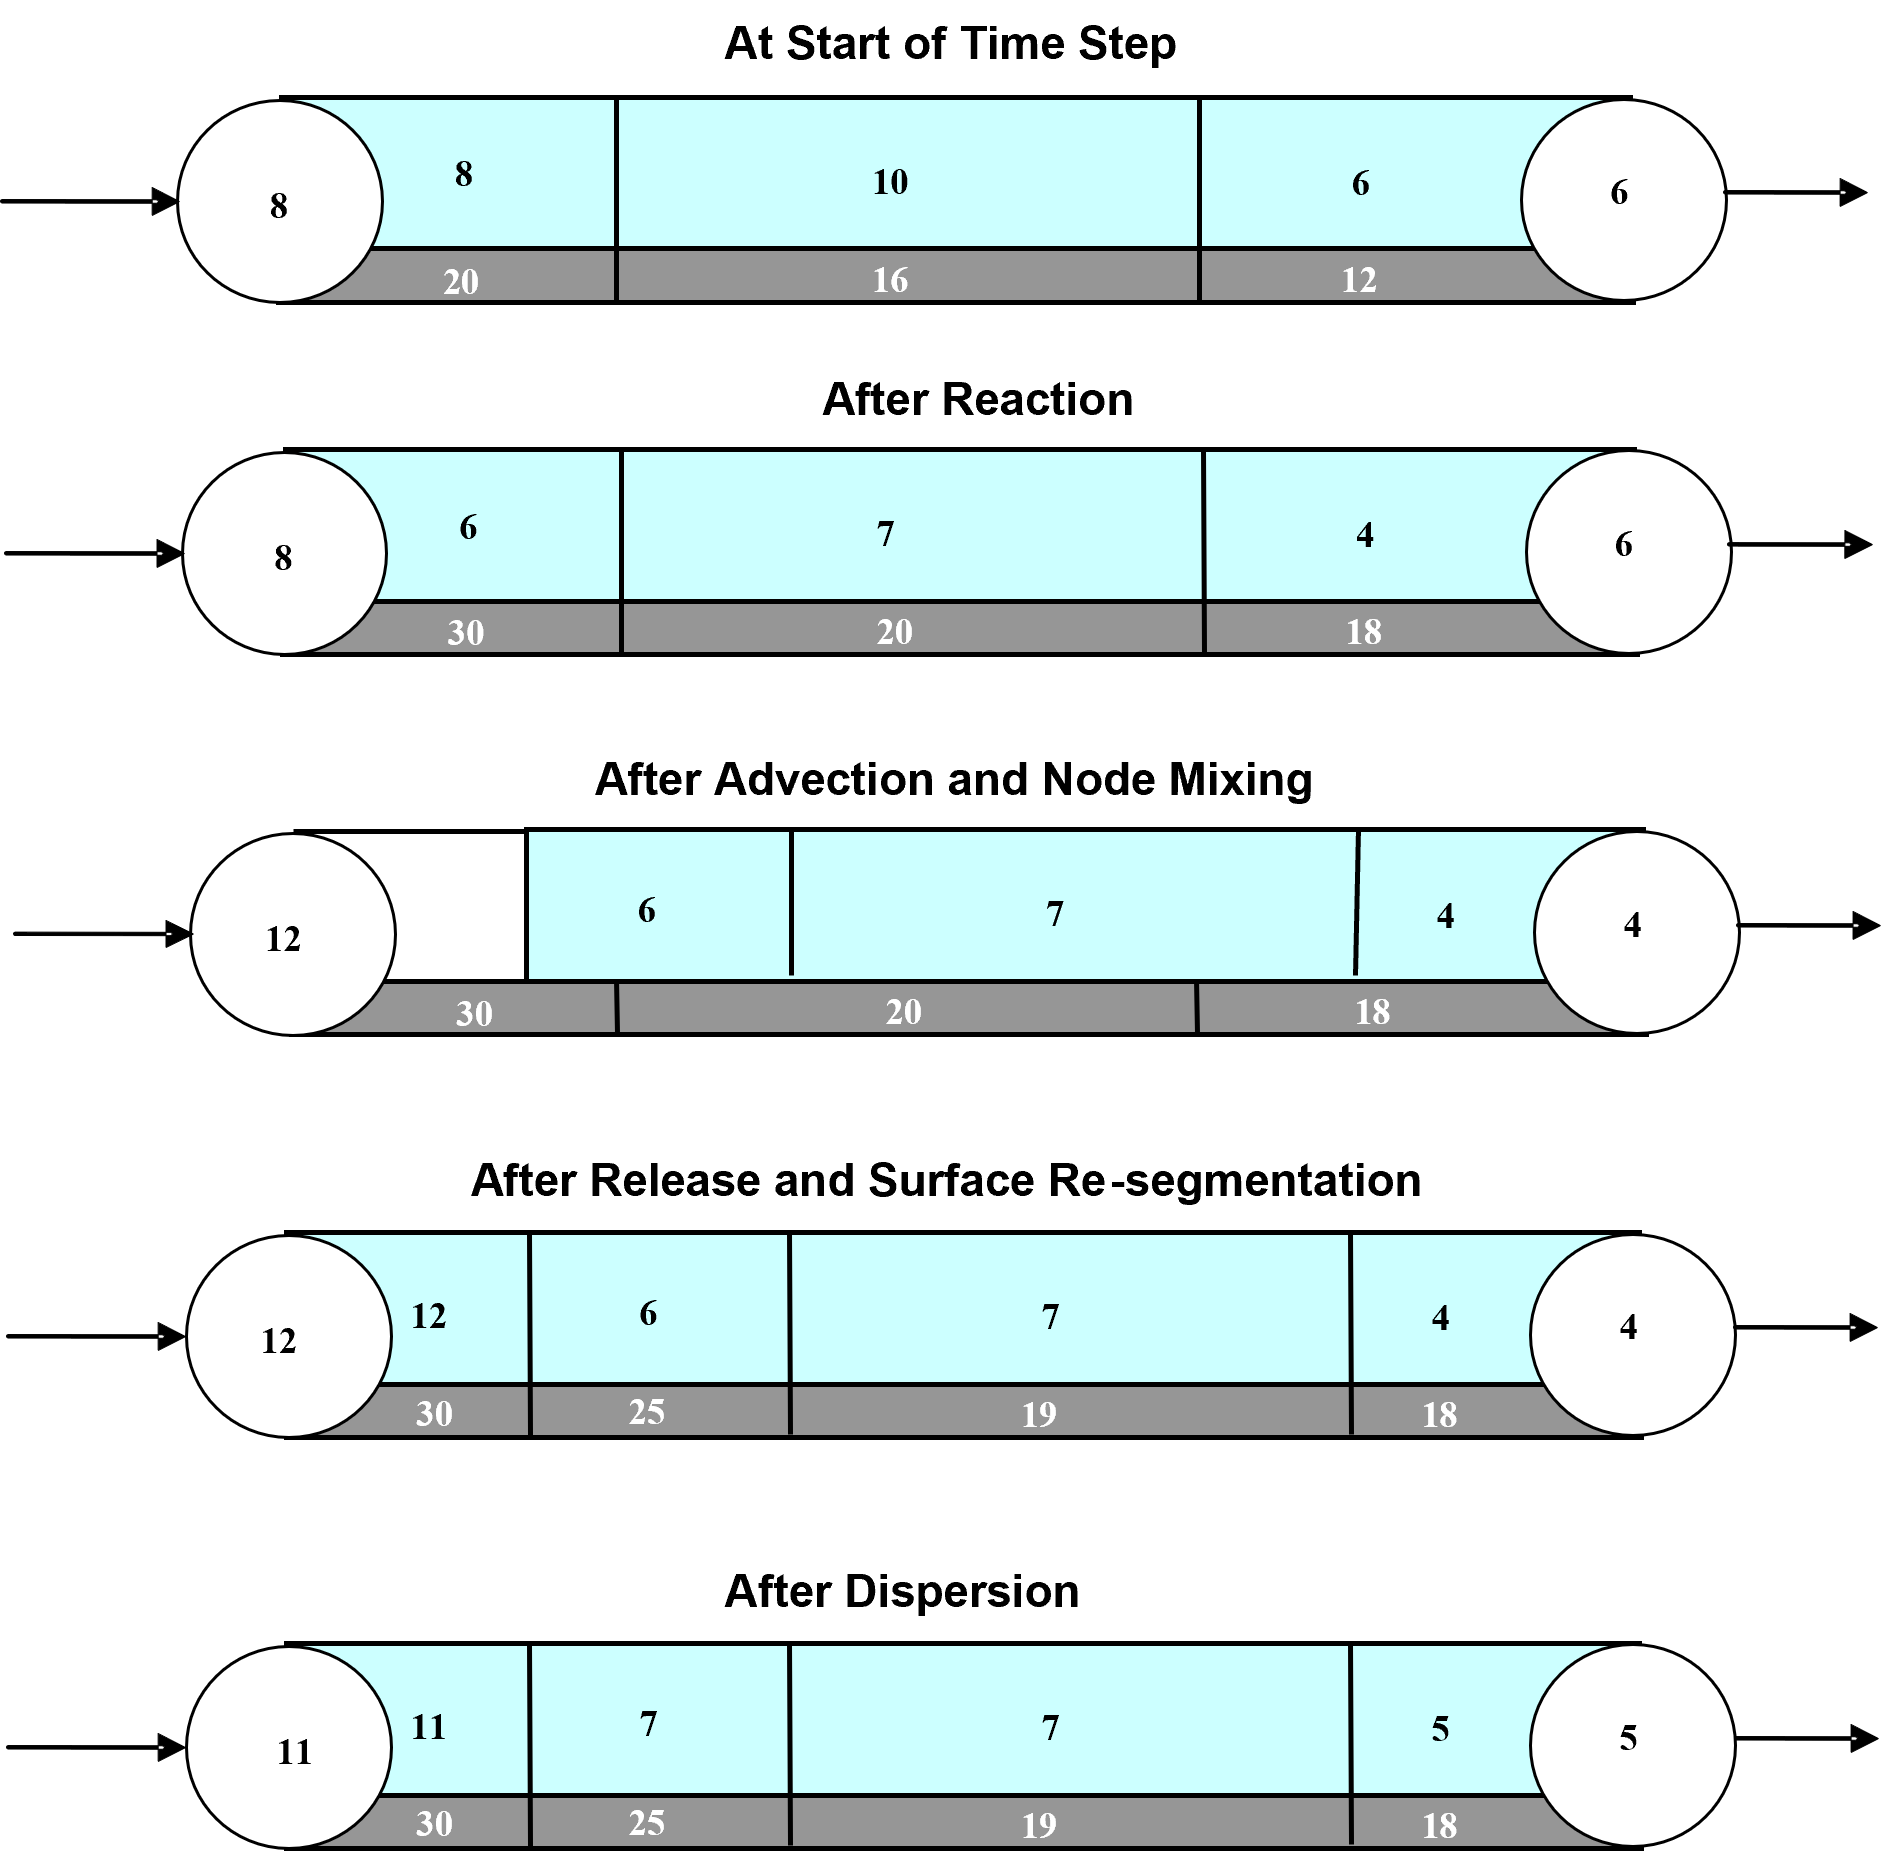 At Start of Time Step
8 8 10 6 6
20 16 12
After Reaction
8 6 7 4 6
30 20 18
After Advection and Node Mixing
12 6 7 4 4
30 20 18
After Release and Surface Re-segmentation
12 12 6 7 4 4
30 25 19 18
After Dispersion
11 11 7 7 5 5
30 25 19 18